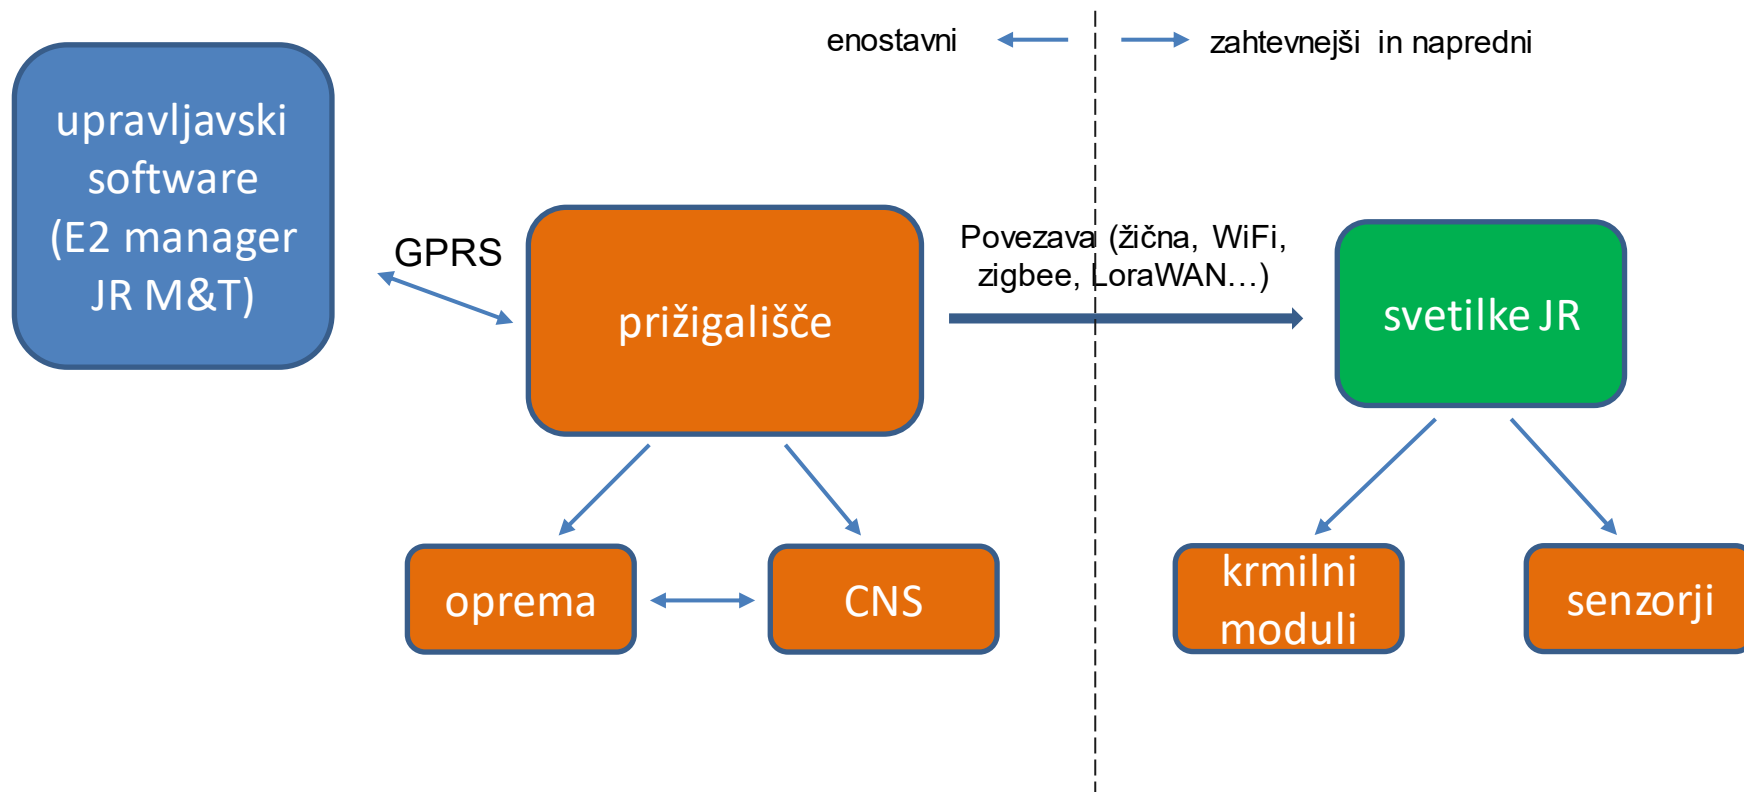 enostavni
zahtevnejši in napredni
upravljavski
software
(E2 manager
JR M&T)
GPRS
prižigališče
Povezava (žična, WiFi,
zigbee, LoraWAN…)
svetilke JR
oprema
CNS
krmilni
moduli
senzorji